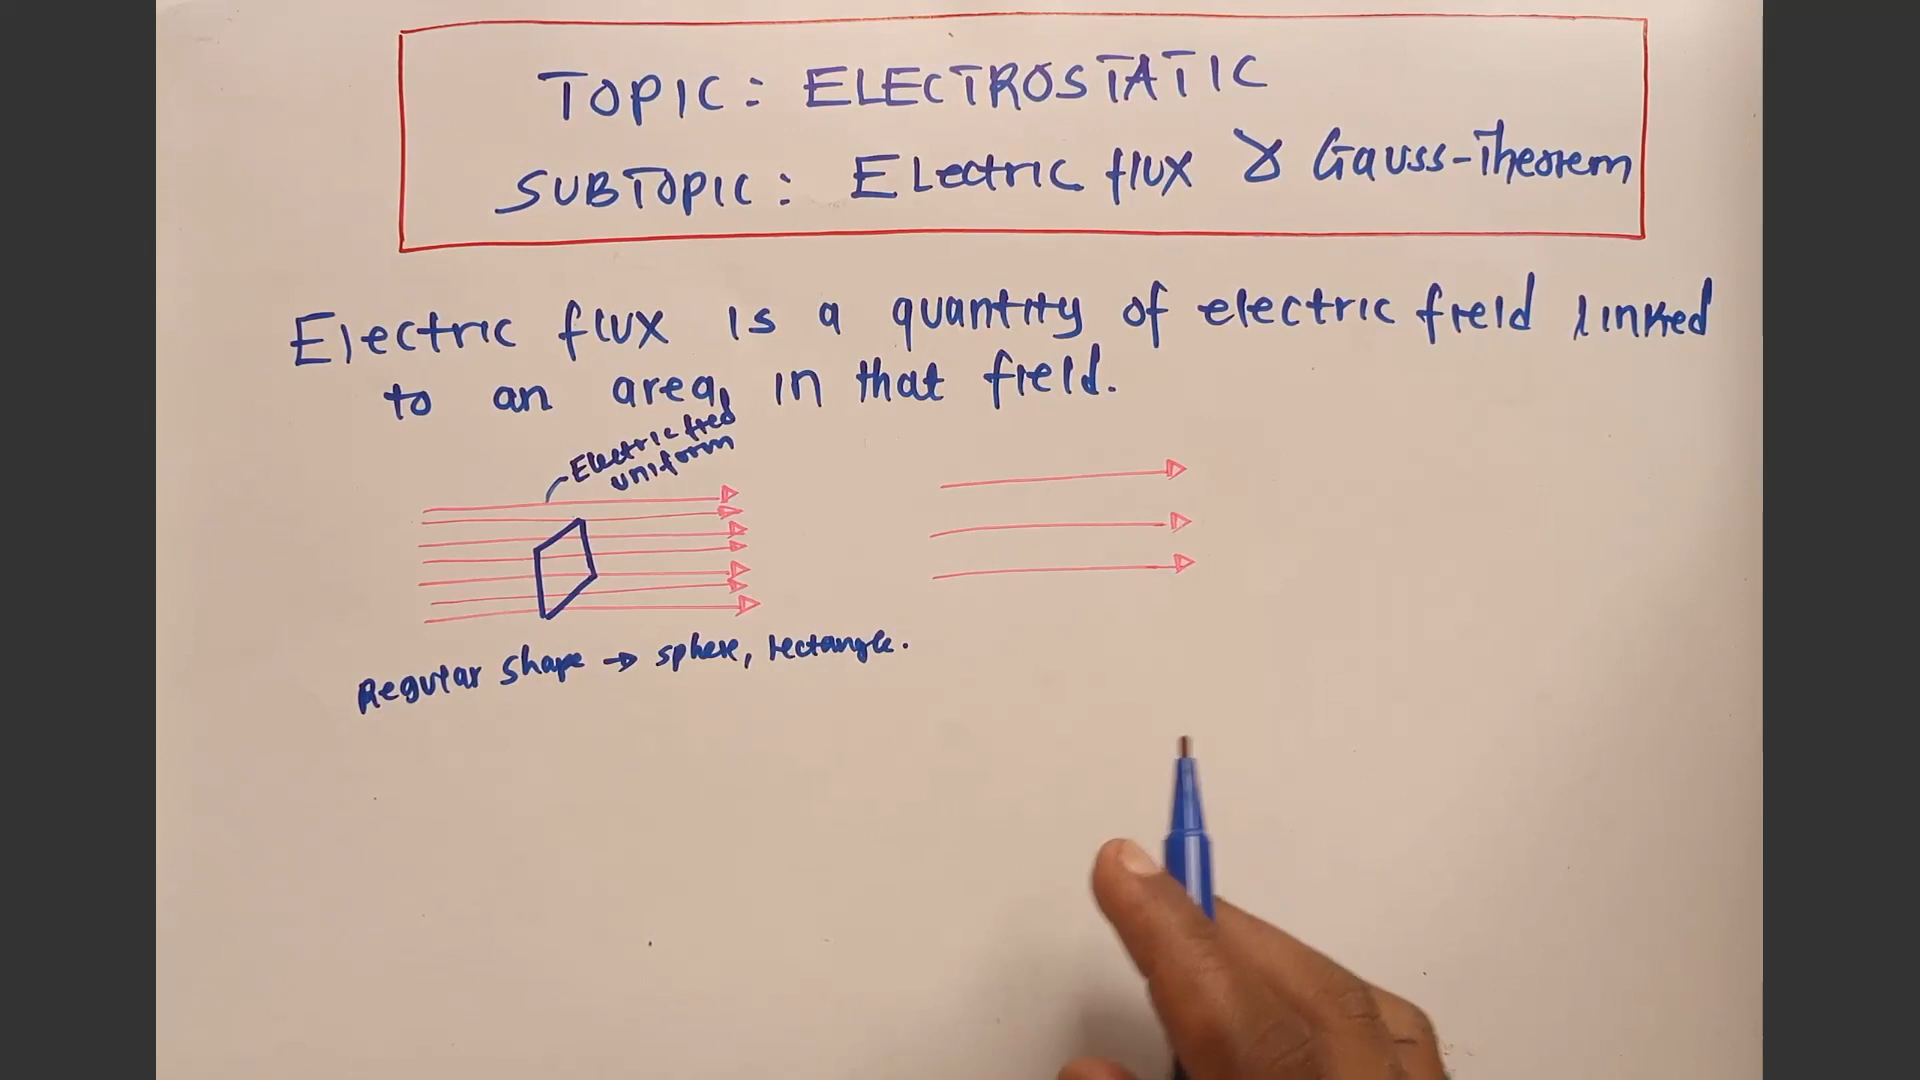 TOPIC: ELECTROSTATIC
SUBTOPIC: Electric flux & Gauss-Theorem
Electric flux is a quantity of electric field linked
to an area, in that field.
Electric fied
uniform
Regular shape → sphere, rectangle.